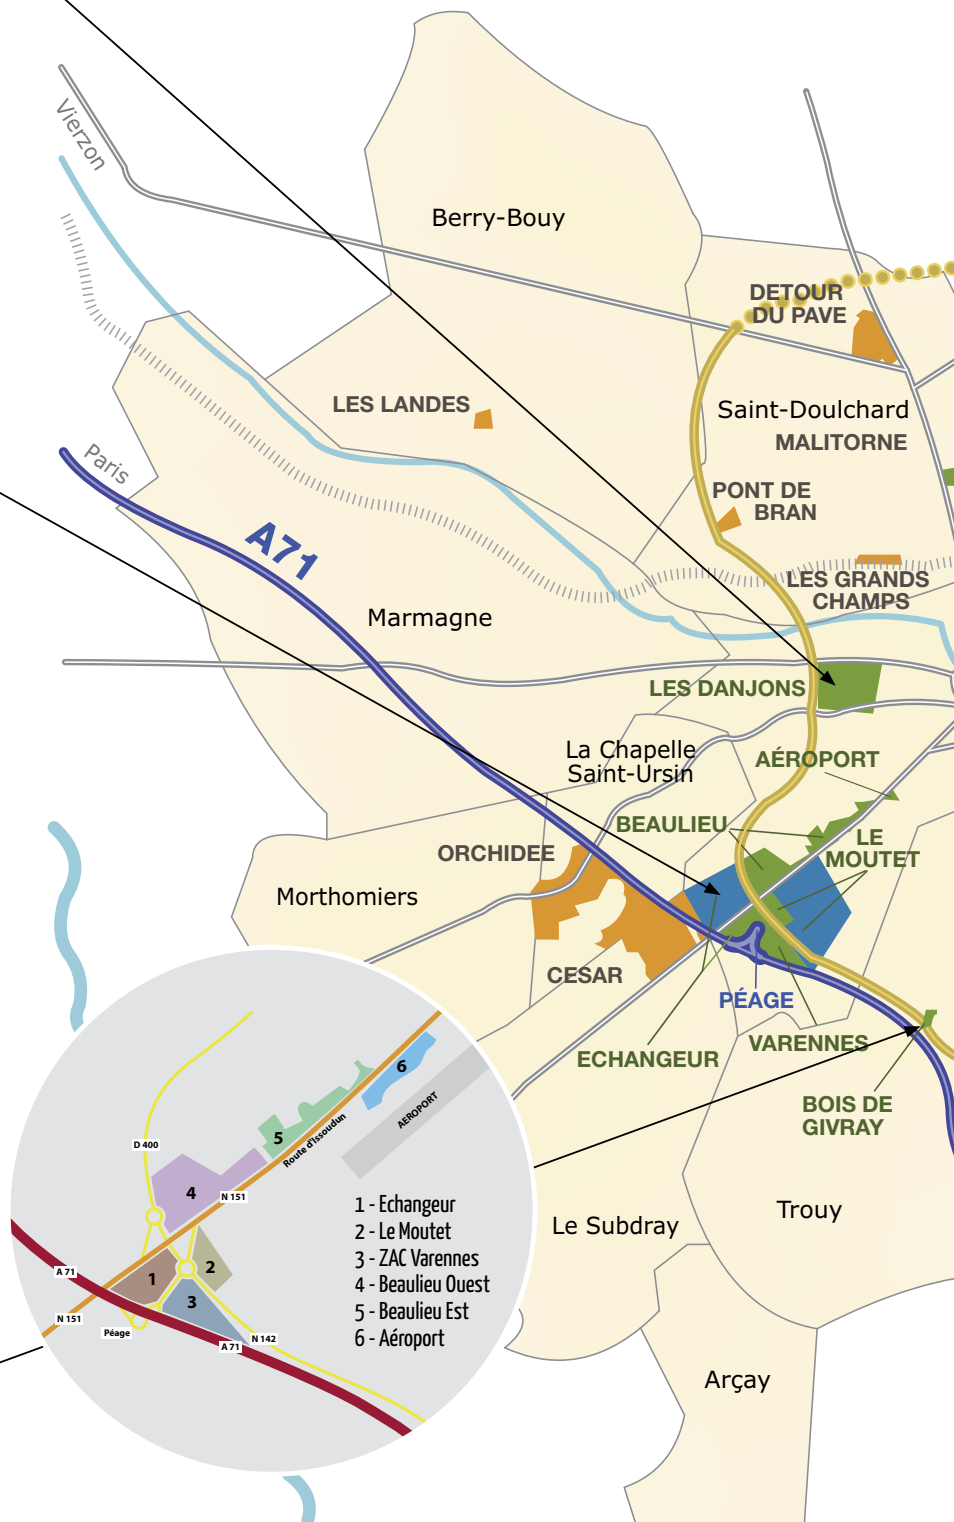 Vierzon
Berry-Bouy
DETOUR
DU PAVE
LES LANDES
Saint-Doulchard
MALITORNE
Paris
A71
PONT DE
BRAN
LES GRANDS
CHAMPS
Marmagne
LES DANJONS
La Chapelle
Saint-Ursin
AÉROPORT
BEAULIEU
LE
MOUTET
ORCHIDEE
Morthomiers
CESAR
PÉAGE
VARENNES
ECHANGEUR
BOIS DE
GIVRAY
Le Subdray
Trouy
Arçay
D 400
6
AEROPORT
5
Route d'Issoudun
4
N 151
1
2
3
A 71
N 151
Péage
A 71
N 142
1 - Echangeur
2 - Le Moutet
3 - ZAC Varennes
4 - Beaulieu Ouest
5 - Beaulieu Est
6 - Aéroport